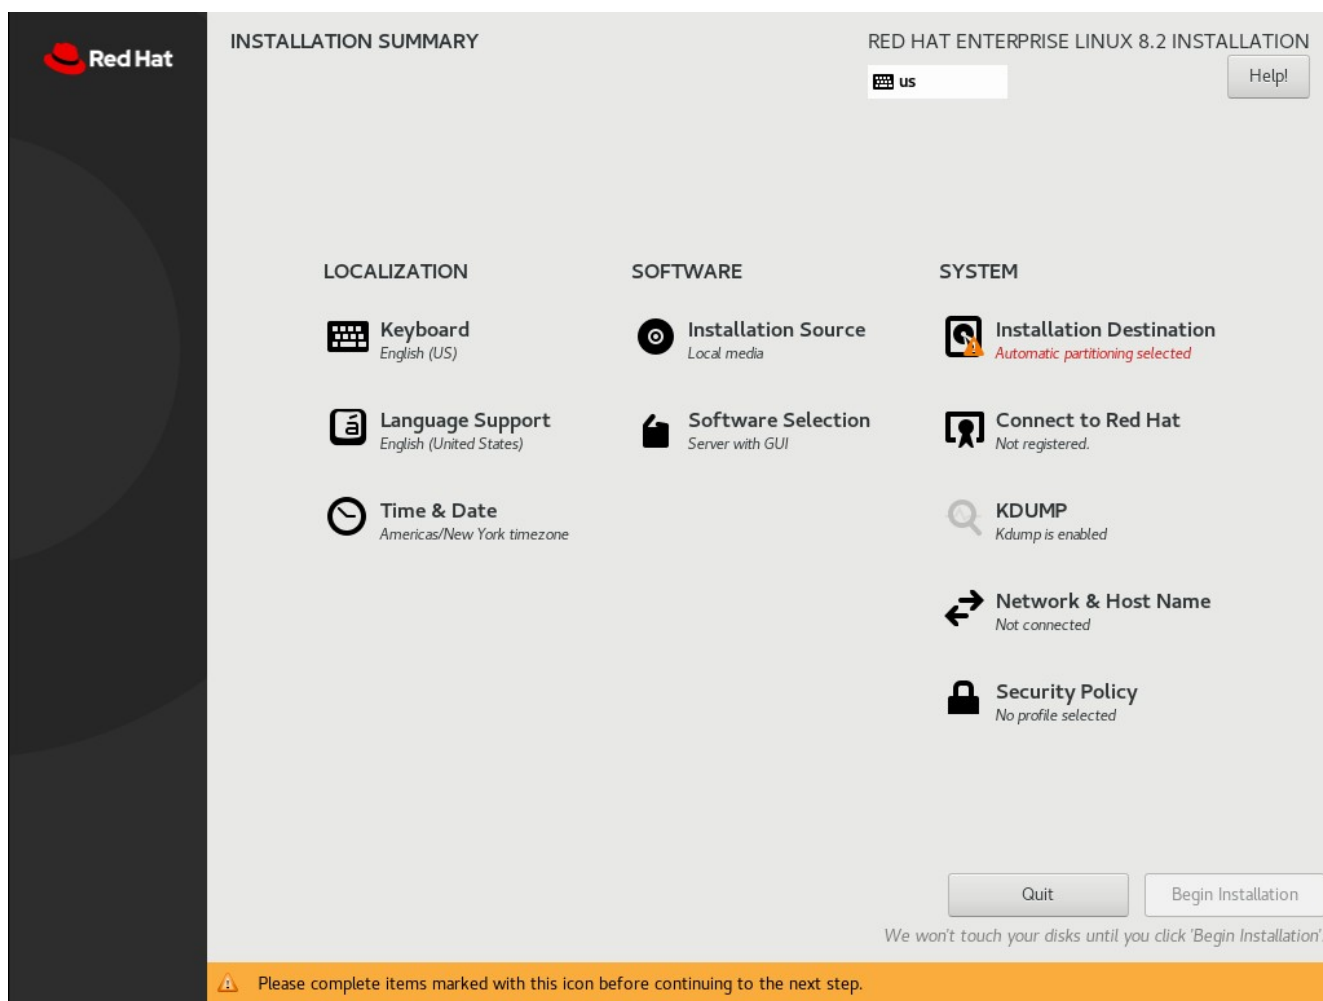 Red Hat
INSTALLATION SUMMARY
RED HAT ENTERPRISE LINUX 8.2 INSTALLATION
us
Help!
LOCALIZATION
Keyboard
English (US)
á
Language Support
English (United States)
Time & Date
Americas/New York timezone
SOFTWARE
Installation Source
Local media
Software Selection
Server with GUI
SYSTEM
Installation Destination
Automatic partitioning selected
Connect to Red Hat
Not registered.
KDUMP
Kdump is enabled
Network & Host Name
Not connected
Security Policy
No profile selected
Quit
Begin Installation
We won't touch your disks until you click 'Begin Installation'.
Please complete items marked with this icon before continuing to the next step.